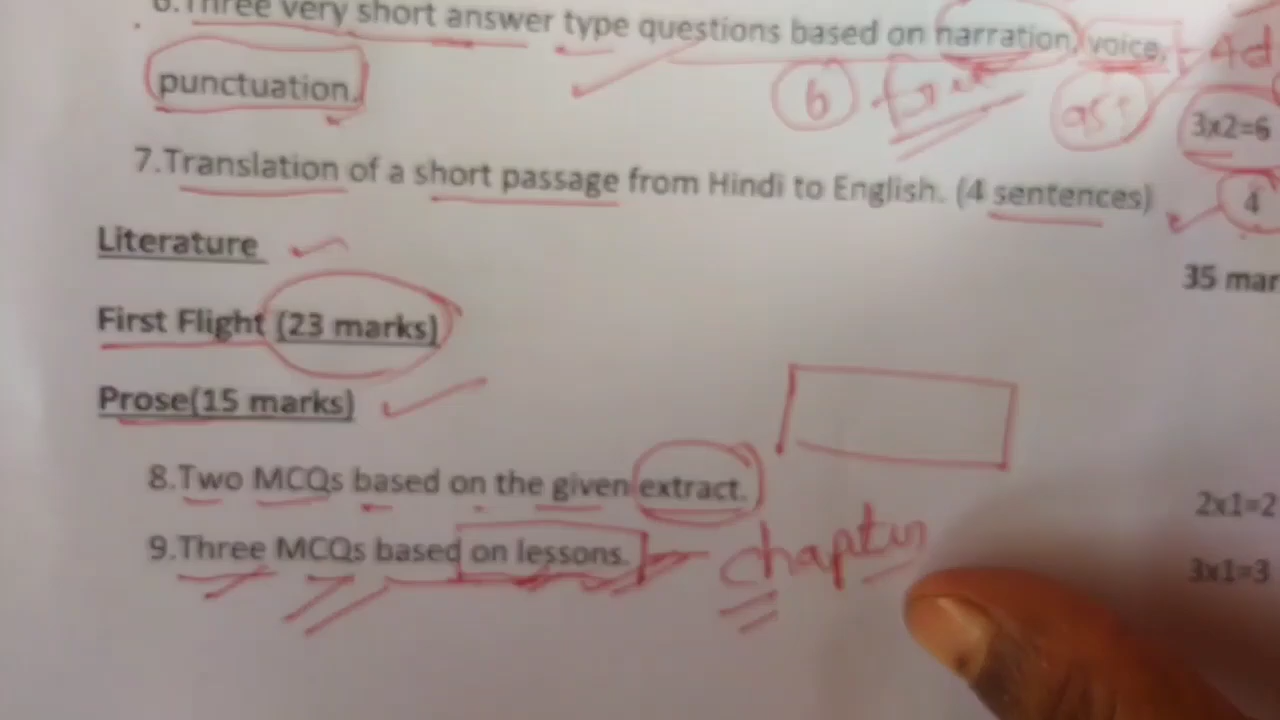 6.Three very short answer type questions based on narration, voice,
punctuation.
6
3x2=6
7.Translation of a short passage from Hindi to English. (4 sentences)
4
Literature
35 mar
First Flight (23 marks)
Prose(15 marks)
8.Two MCQs based on the given extract.
2x1=2
9.Three MCQs based on lessons.
chapter
3x1=3